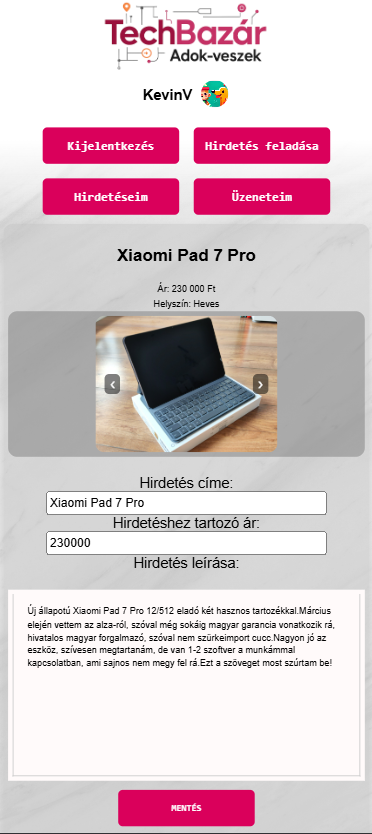 TechBazár
Adok-veszek
KevinV
Kijelentkezés
Hirdetés feladása
Hirdetéseim
Üzeneteim
Xiaomi Pad 7 Pro
Ár: 230 000 Ft
Helyszín: Heves
‹
›
Hirdetés címe:
Xiaomi Pad 7 Pro
Hirdetéshez tartozó ár:
230000
Hirdetés leírása:
Új állapotú Xiaomi Pad 7 Pro 12/512 eladó két hasznos tartozékkal.Március
elején vettem az alza-ról, szóval még sokáig magyar garancia vonatkozik rá,
hivatalos magyar forgalmazó, szóval nem szürkeimport cucc.Nagyon jó az
eszköz, szívesen megtartanám, de van 1-2 szoftver a munkámmal
kapcsolatban, ami sajnos nem megy fel rá.Ezt a szöveget most szúrtam be!
MENTÉS